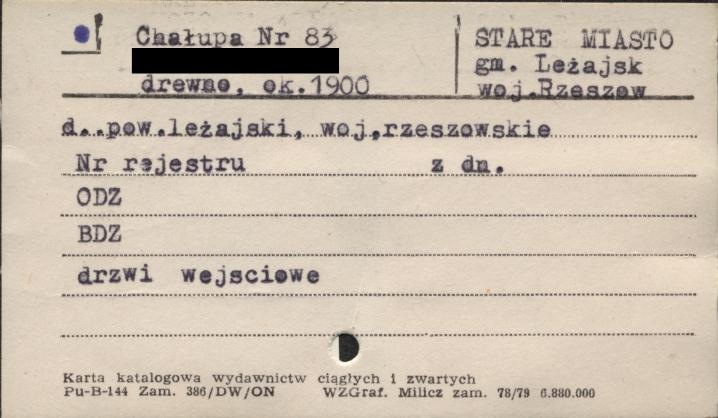 Chałupa Nr 83
drewno, ok.1900
STARE MIASTO
gm. Leżajsk
woj.Rzeszow
d..pow.leżajski, woj,rzeszowskie
Nr rejestru z dn.
ODZ
BDZ
drzwi wejsciowe
Karta katalogowa wydawnictw ciągłych i zwartych
Pu-B-144 Zam. 386/DW/ON WZGraf. Milicz zam. 78/79 6.880.000